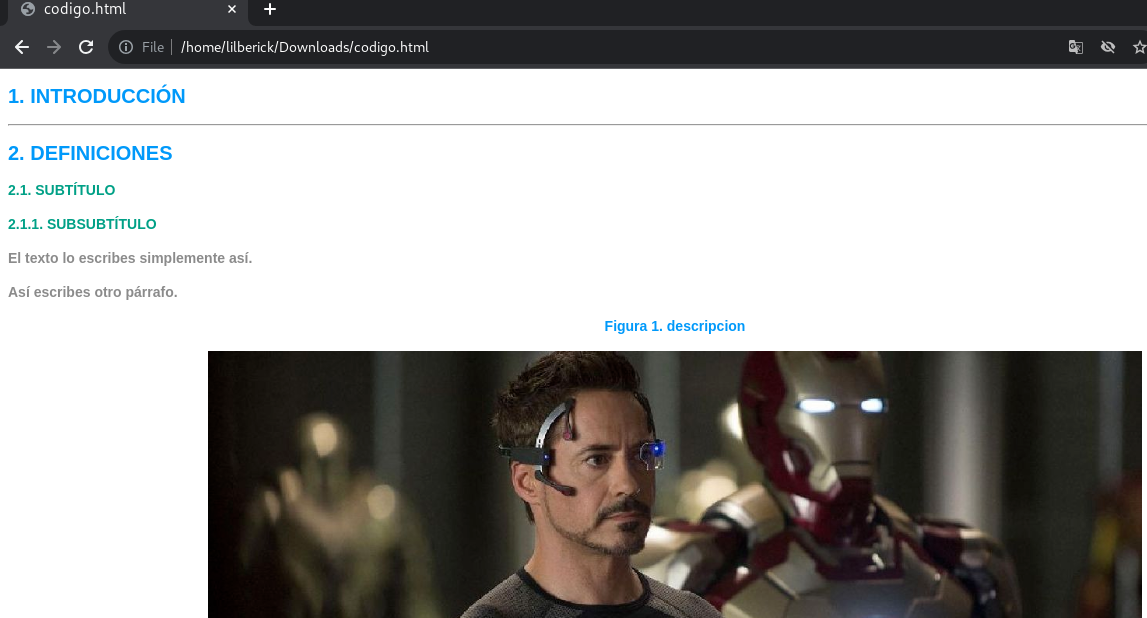 codigo.html
File
/home/lilberick/Downloads/codigo.html
1. INTRODUCCIÓN
2. DEFINICIONES
2.1. SUBTÍTULO
2.1.1. SUBSUBTÍTULO
El texto lo escribes simplemente así.
Así escribes otro párrafo.
Figura 1. descripcion